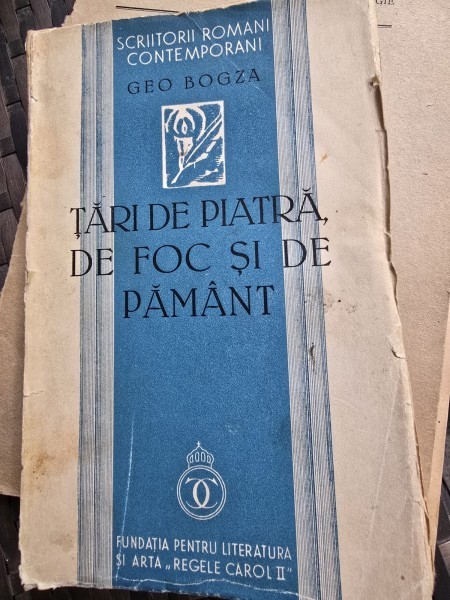 SCRIITORII ROMANI
CONTEMPORANI
GEO BOGZA
ȚĂRI DE PIATRĂ,
DE FOC ȘI DE
PĂMÂNT
FUNDAȚIA PENTRU LITERATURA
ȘI ARTA „REGELE CAROL II"
GIE